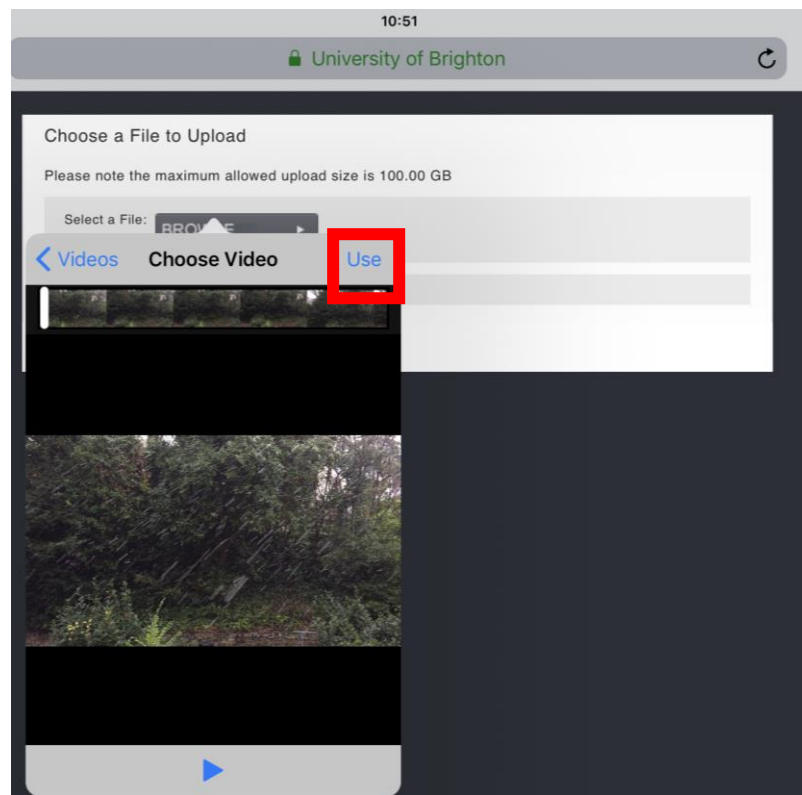 10:51
University of Brighton
Choose a File to Upload
Please note the maximum allowed upload size is 100.00 GB
Select a File:
Videos Choose Video Use